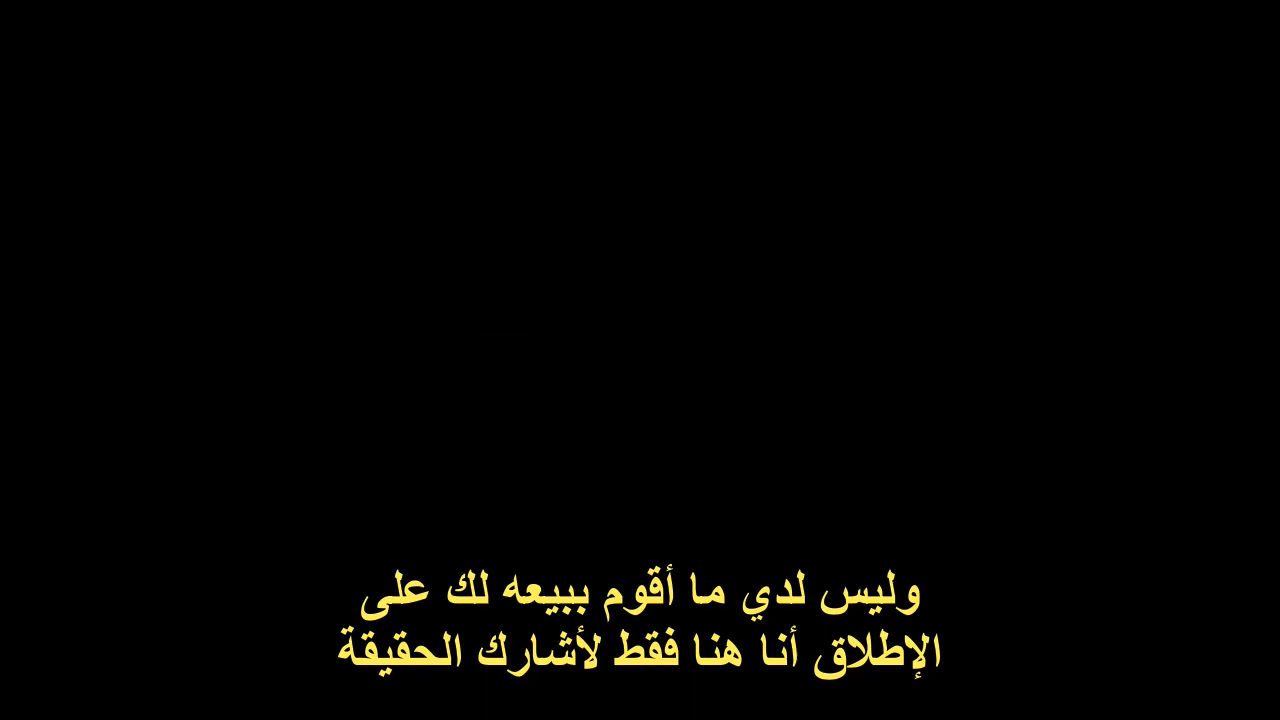 وليس لدي ما أقوم ببيعه لك على
الإطلاق أنا هنا فقط لأشارك الحقيقة